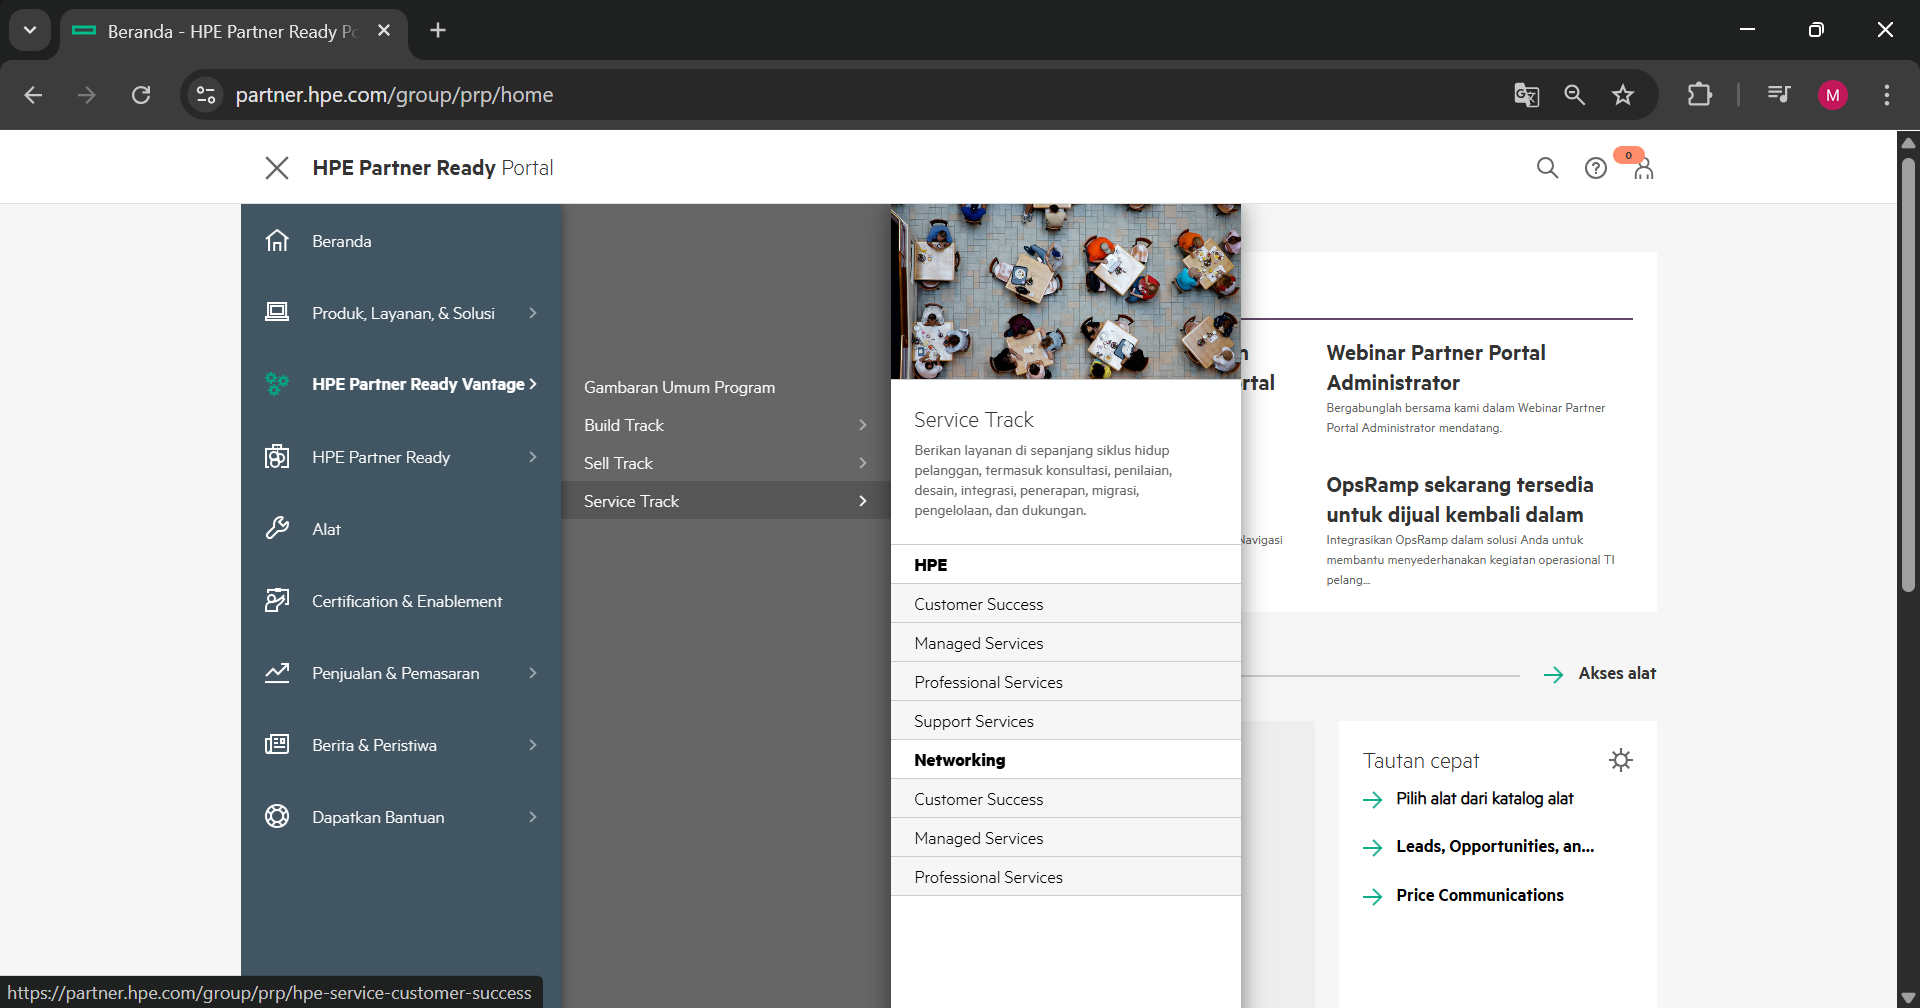 Beranda - HPE Partner Ready Po
partner.hpe.com/group/prp/home
M
HPE Partner Ready Portal
0
Beranda
Produk, Layanan, & Solusi
HPE Partner Ready Vantage
HPE Partner Ready
Alat
Certification & Enablement
Penjualan & Pemasaran
Berita & Peristiwa
Dapatkan Bantuan
Gambaran Umum Program
Build Track
Sell Track
Service Track
Service Track
Berikan layanan di sepanjang siklus hidup
pelanggan, termasuk konsultasi, penilaian,
desain, integrasi, penerapan, migrasi,
pengelolaan, dan dukungan.
HPE
Customer Success
Managed Services
Professional Services
Support Services
Networking
Customer Success
Managed Services
Professional Services
n
rtal
Navigasi
Webinar Partner Portal
Administrator
Bergabunglah bersama kami dalam Webinar Partner
Portal Administrator mendatang.
OpsRamp sekarang tersedia
untuk dijual kembali dalam
Integrasikan OpsRamp dalam solusi Anda untuk
membantu menyederhanakan kegiatan operasional TI
pelang...
Akses alat
Tautan cepat
Pilih alat dari katalog alat
Leads, Opportunities, an...
Price Communications
https://partner.hpe.com/group/prp/hpe-service-customer-success